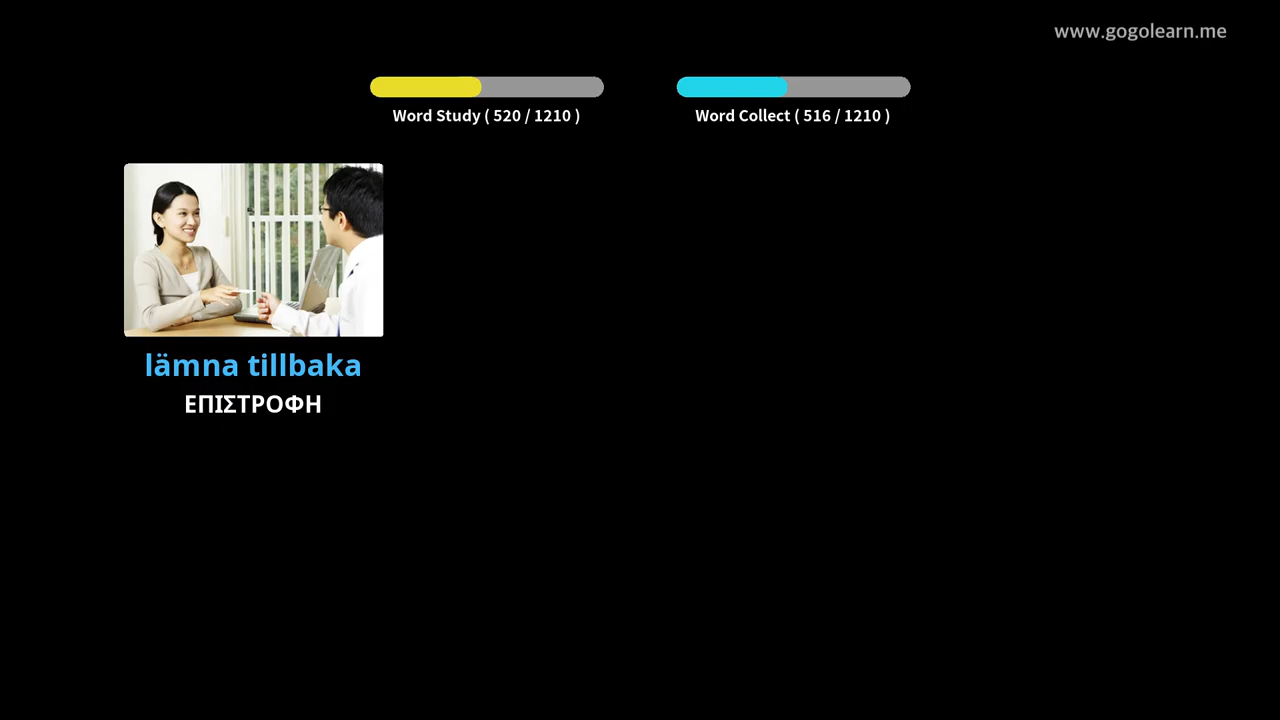 www.gogolearn.me
Word Study ( 520 / 1210 )
Word Collect ( 516 / 1210 )
lämna tillbaka
ΕΠΙΣΤΡΟΦΗ